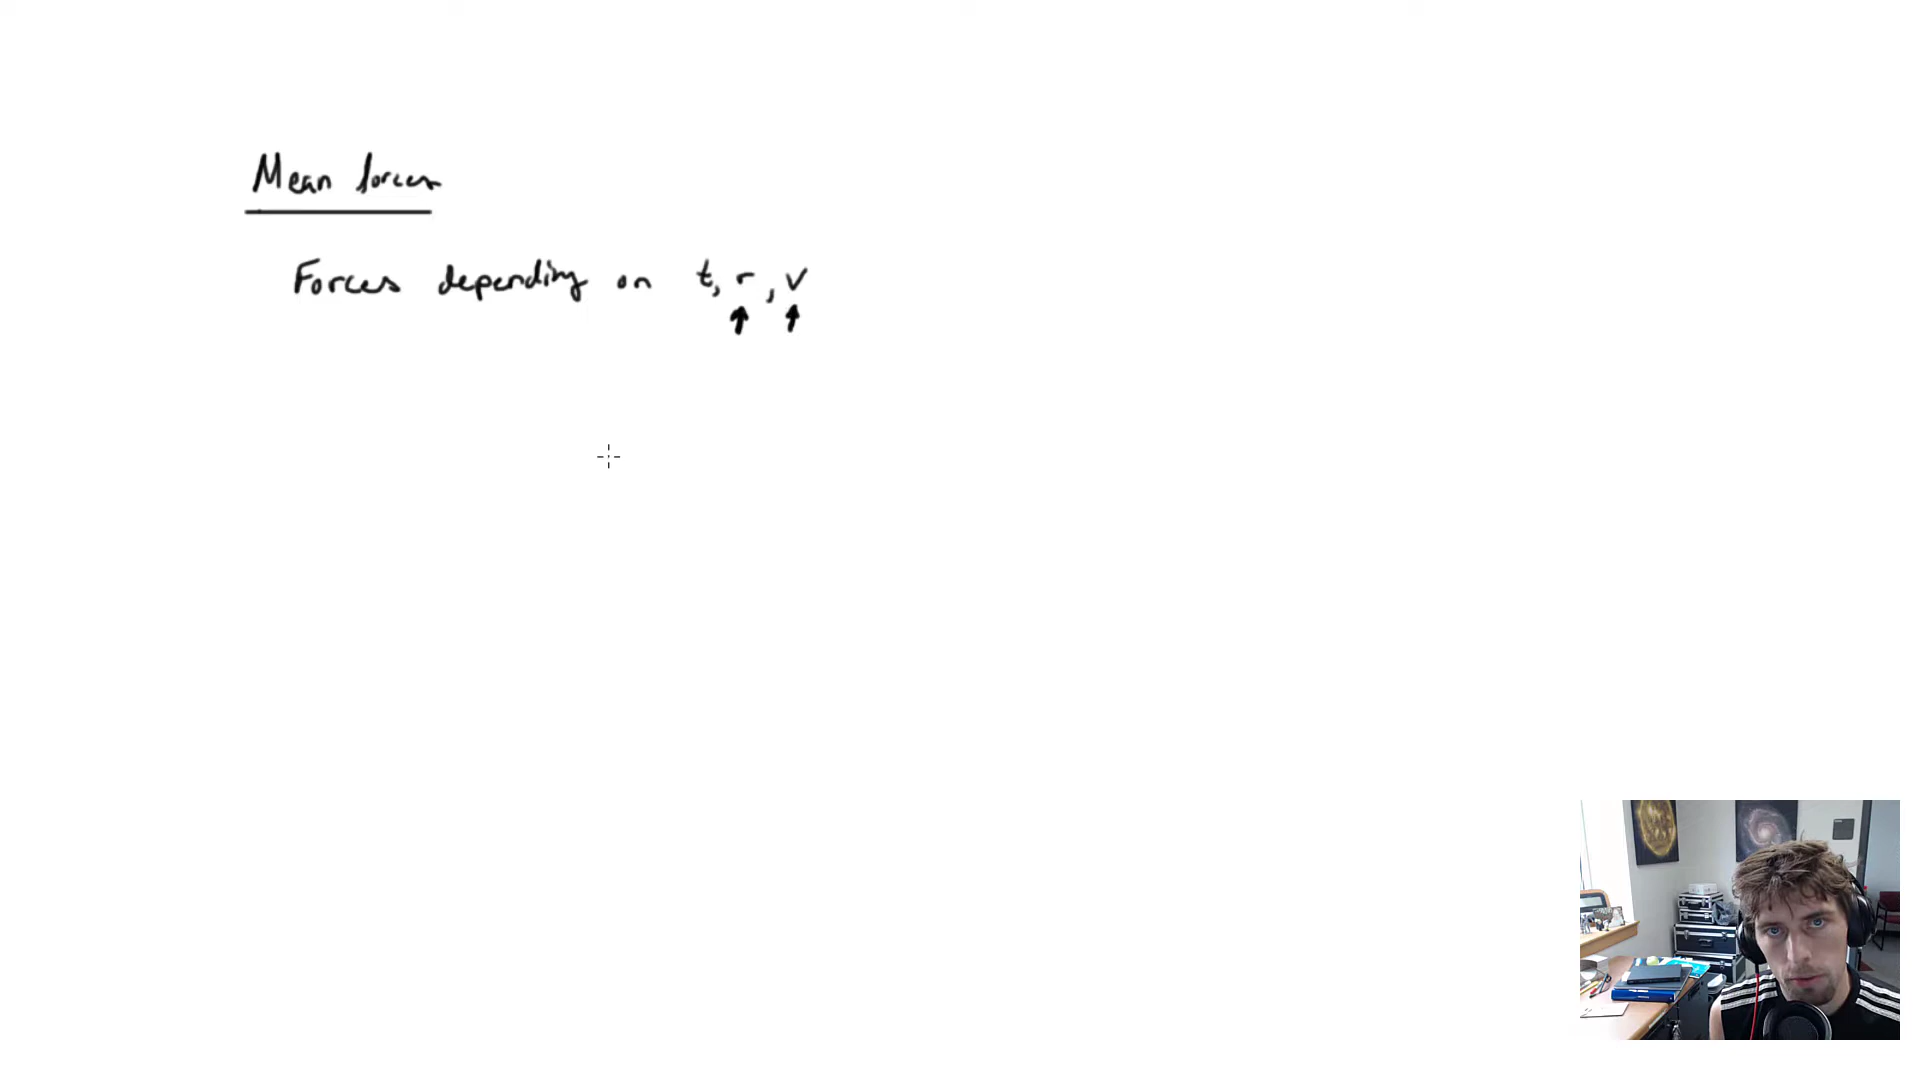 Mean forces
Forces depending on t, r, v